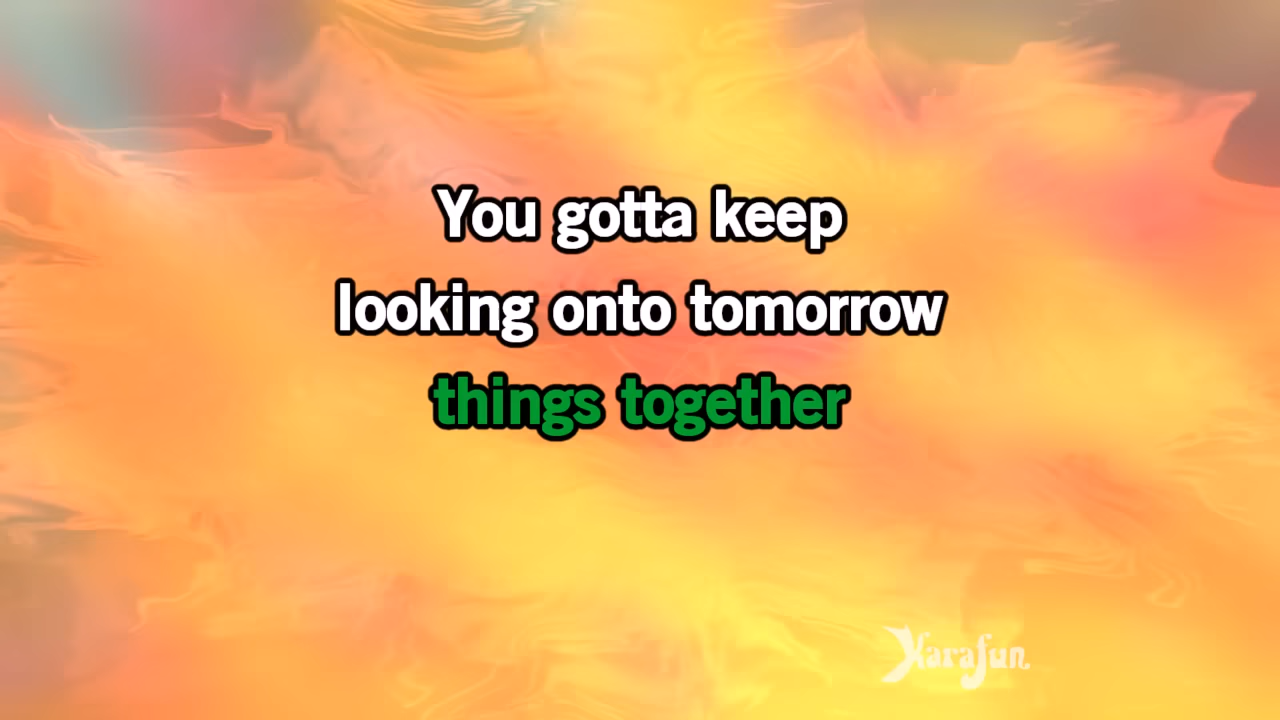 You gotta keep
looking onto tomorrow
things together
Karafun